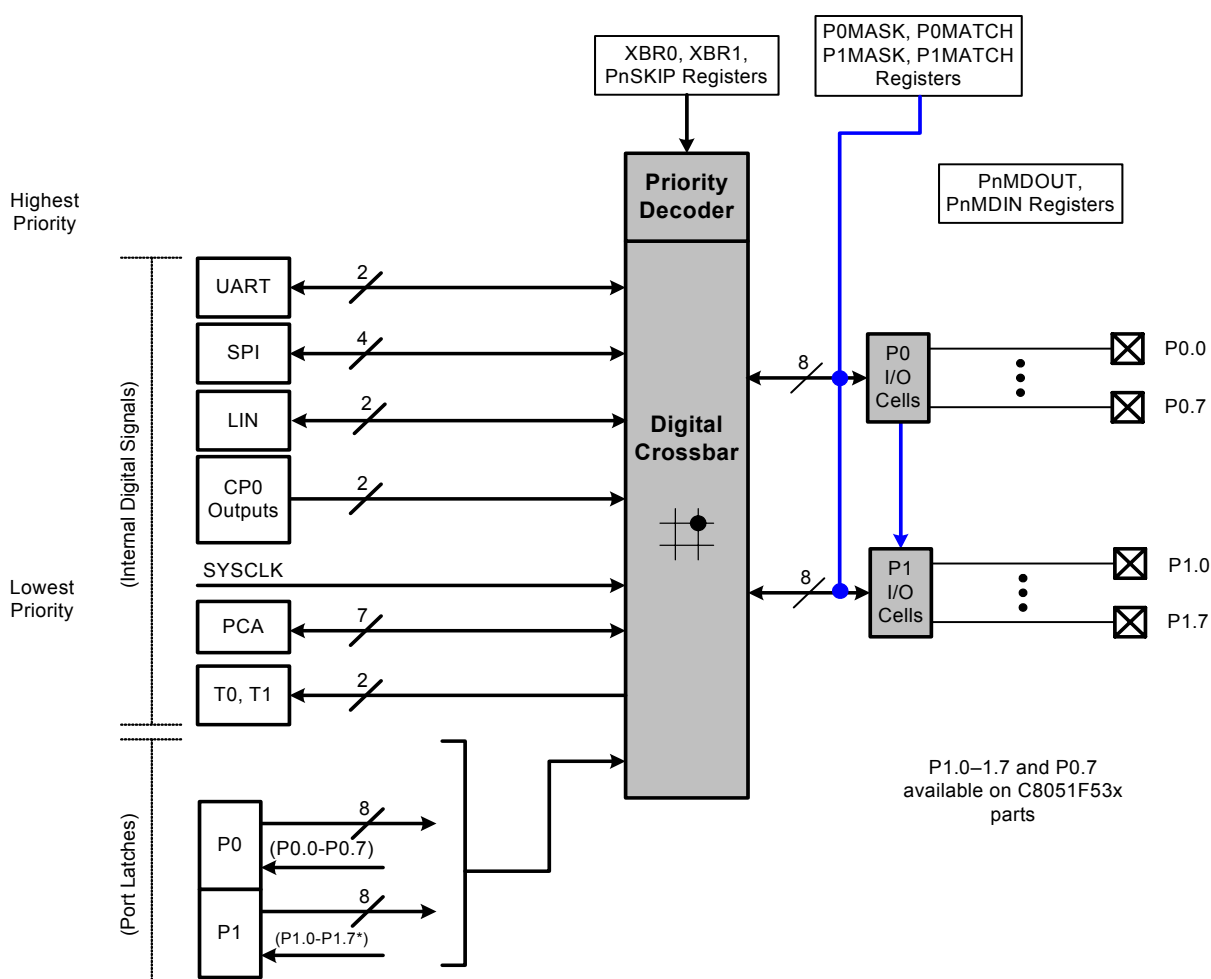 XBR0, XBR1,
PnSKIP Registers
P0MASK, P0MATCH
P1MASK, P1MATCH
Registers
Priority
Decoder
PnMDOUT,
PnMDIN Registers
Highest
Priority
(Internal Digital Signals)
UART
2
SPI
4
LIN
2
CP0
Outputs
2
SYSCLK
PCA
7
T0, T1
2
Lowest
Priority
Digital
Crossbar
8
P0
I/O
Cells
P0.0
P0.7
8
P1
I/O
Cells
P1.0
P1.7
(Port Latches)
P0
8
(P0.0-P0.7)
P1
8
(P1.0-P1.7*)
P1.0–1.7 and P0.7
available on C8051F53x
parts